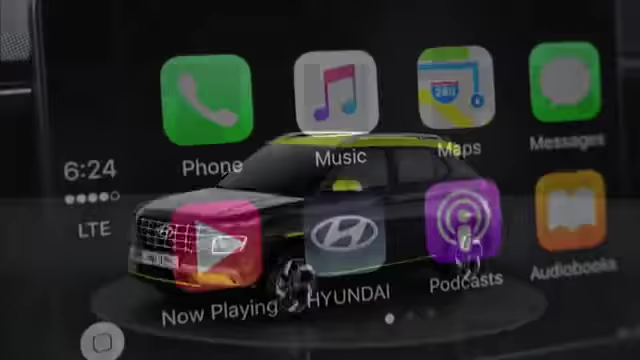 Phone Music Maps Messages
6:24
LTE
Now Playing HYUNDAI Podcasts Audiobooks